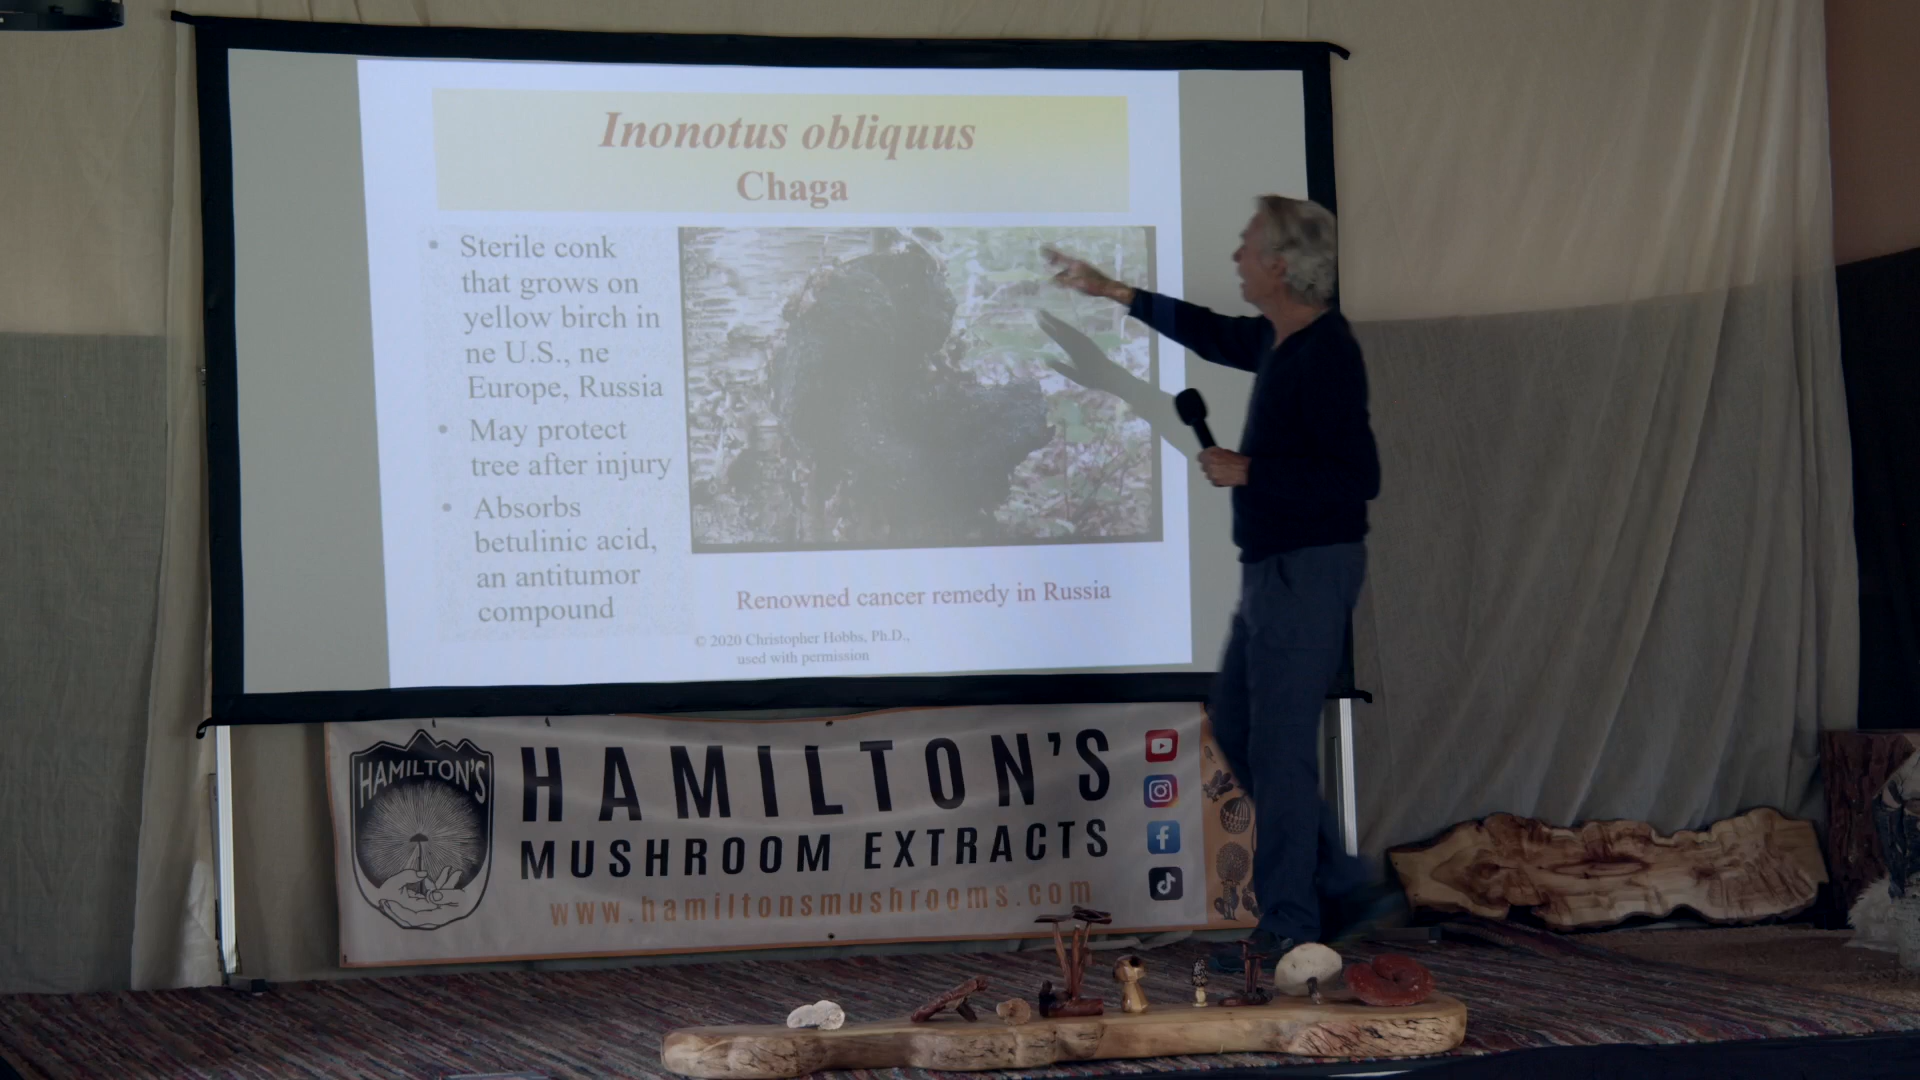 Inonotus obliquus
Chaga
• Sterile conk
that grows on
yellow birch in
ne U.S., ne
Europe, Russia
• May protect
tree after injury
• Absorbs
betulinic acid,
an antitumor
compound
Renowned cancer remedy in Russia
© 2020 Christopher Hobbs, Ph.D.,
used with permission
HAMILTON'S
HAMILTON'S
MUSHROOM EXTRACTS
www.hamiltonsmushrooms.com